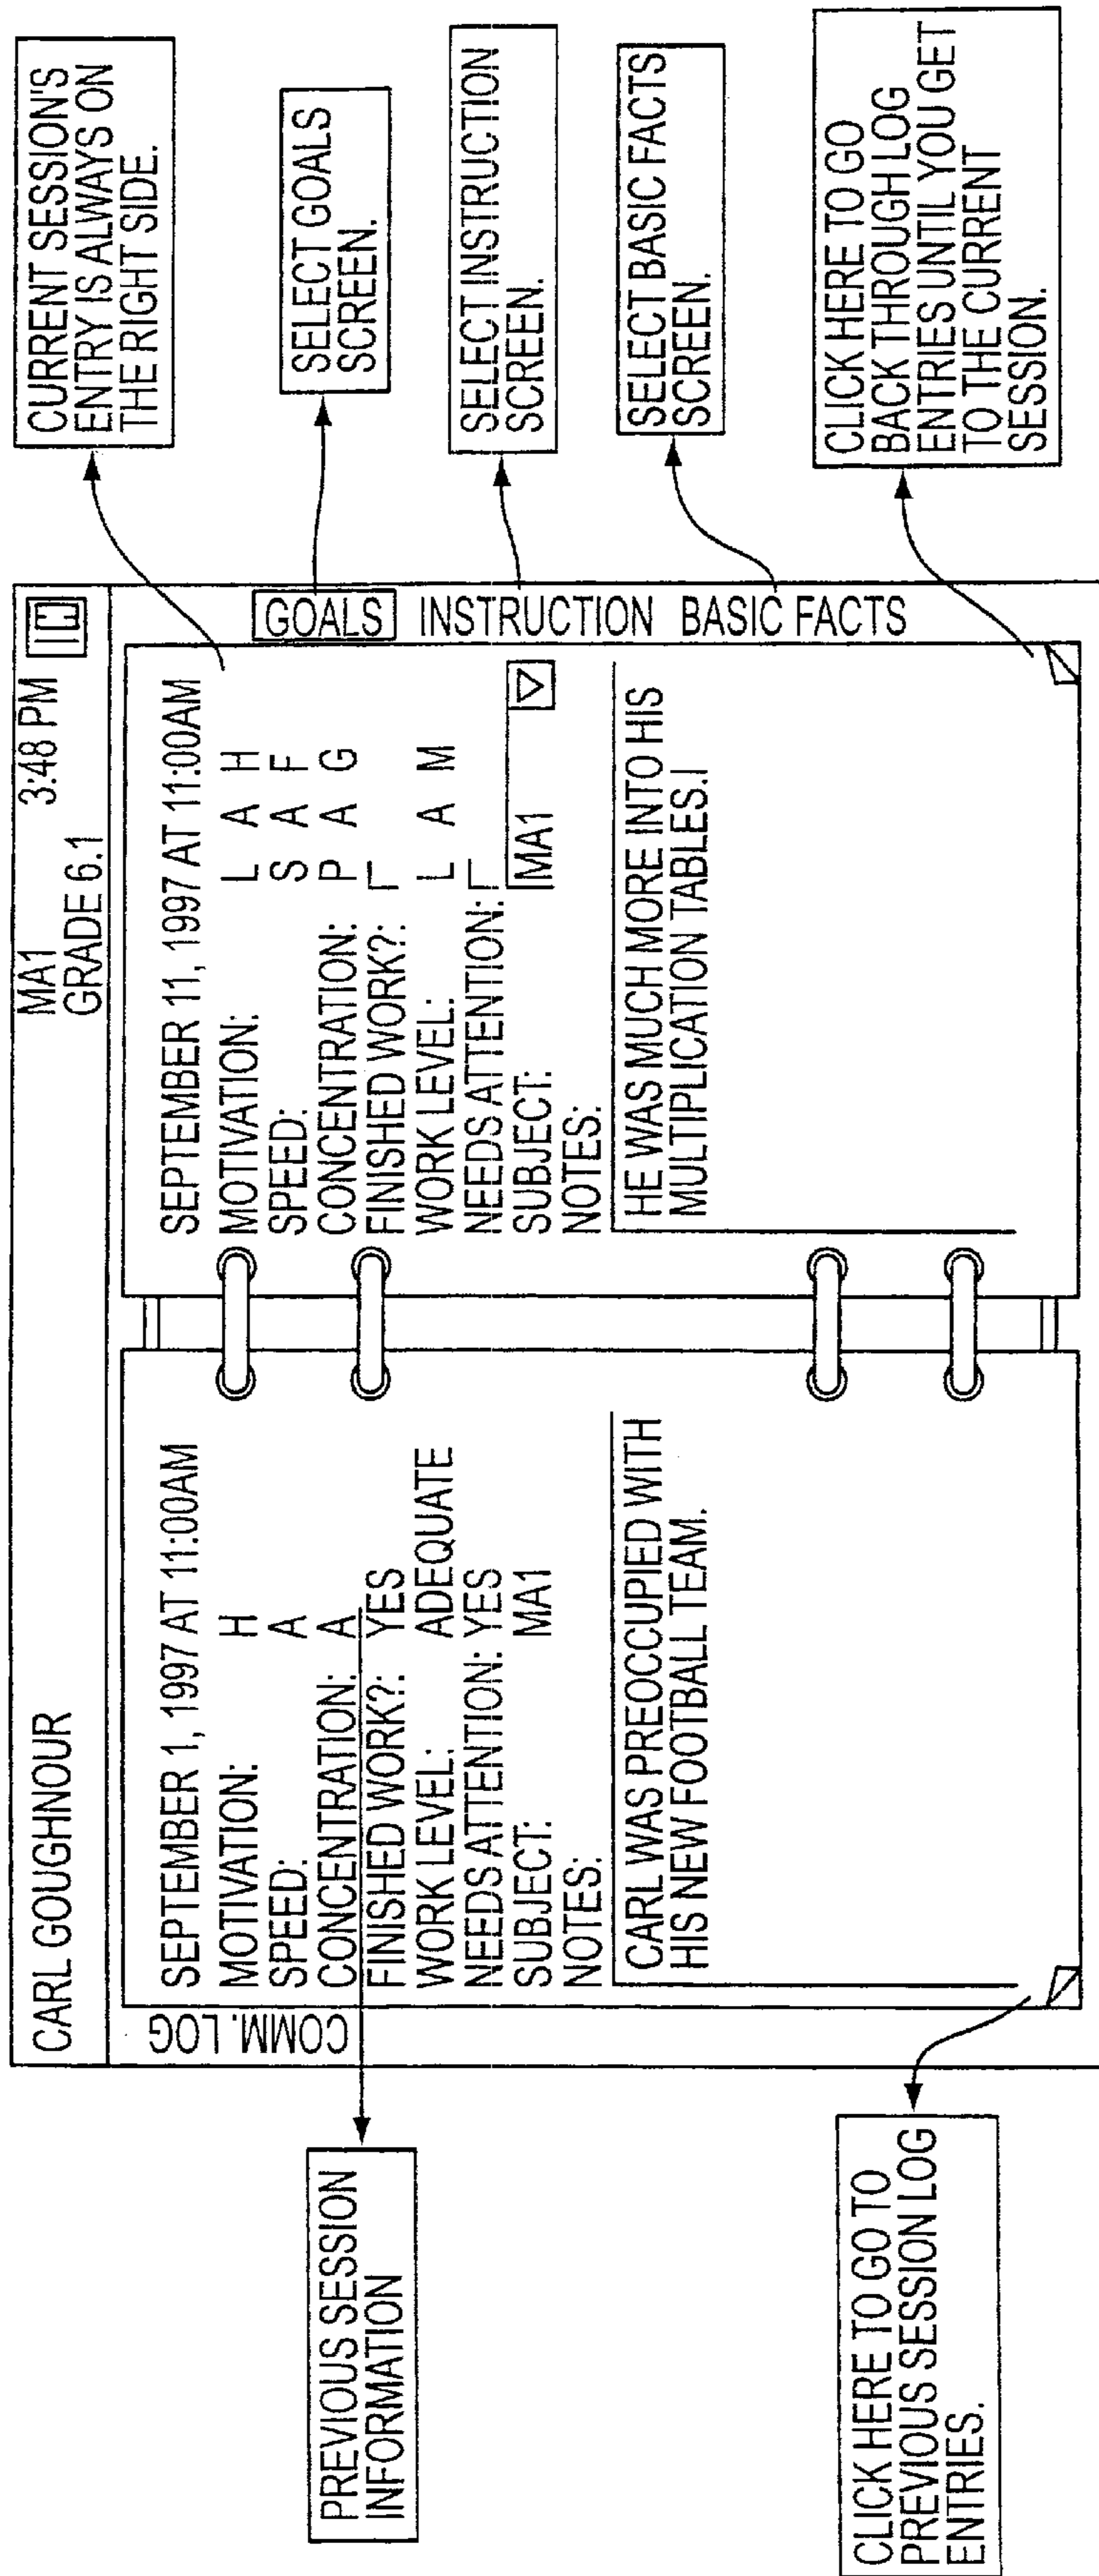 CARL GOUGHNOUR
MA1 3:48 PM
GRADE 6.1
COMM. LOG
SEPTEMBER 1, 1997 AT 11:00AM
MOTIVATION: H
SPEED: A
CONCENTRATION: A
FINISHED WORK?: YES
WORK LEVEL: ADEQUATE
NEEDS ATTENTION: YES
SUBJECT: MA1
NOTES:
CARL WAS PREOCCUPIED WITH
HIS NEW FOOTBALL TEAM.
SEPTEMBER 11, 1997 AT 11:00AM
MOTIVATION: L A H
SPEED: S A F
CONCENTRATION: P A G
FINISHED WORK?:
WORK LEVEL: L A M
NEEDS ATTENTION:
SUBJECT: MA1
NOTES:
HE WAS MUCH MORE INTO HIS
MULTIPLICATION TABLES.
GOALS INSTRUCTION BASIC FACTS
PREVIOUS SESSION
INFORMATION
CLICK HERE TO GO TO
PREVIOUS SESSION LOG
ENTRIES.
CURRENT SESSION'S
ENTRY IS ALWAYS ON
THE RIGHT SIDE.
SELECT GOALS
SCREEN.
SELECT INSTRUCTION
SCREEN.
SELECT BASIC FACTS
SCREEN.
CLICK HERE TO GO
BACK THROUGH LOG
ENTRIES UNTIL YOU GET
TO THE CURRENT
SESSION.